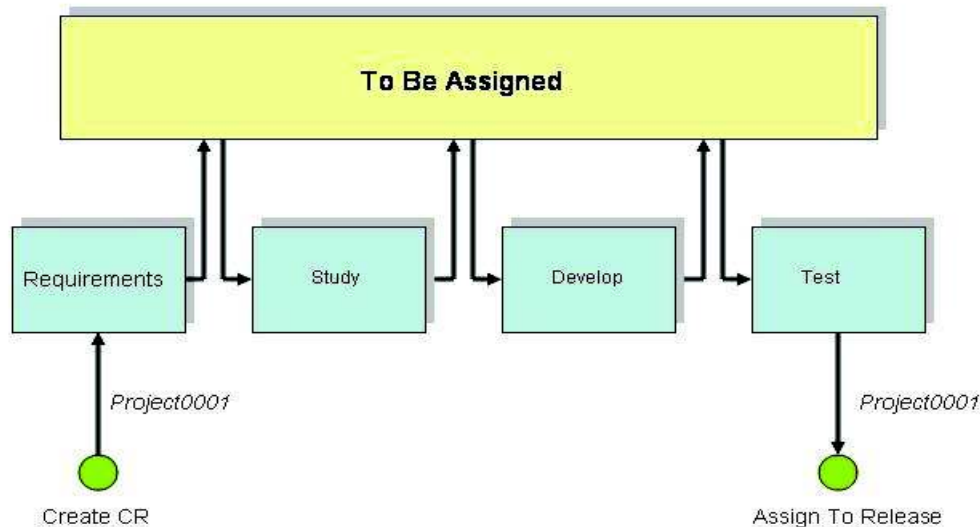 To Be Assigned
Requirements
Study
Develop
Test
Project0001
Project0001
Create CR
Assign To Release